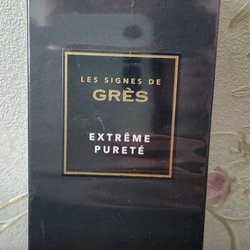 LES SIGNES DE
GRÈS
EXTRÊME
PURETÉ